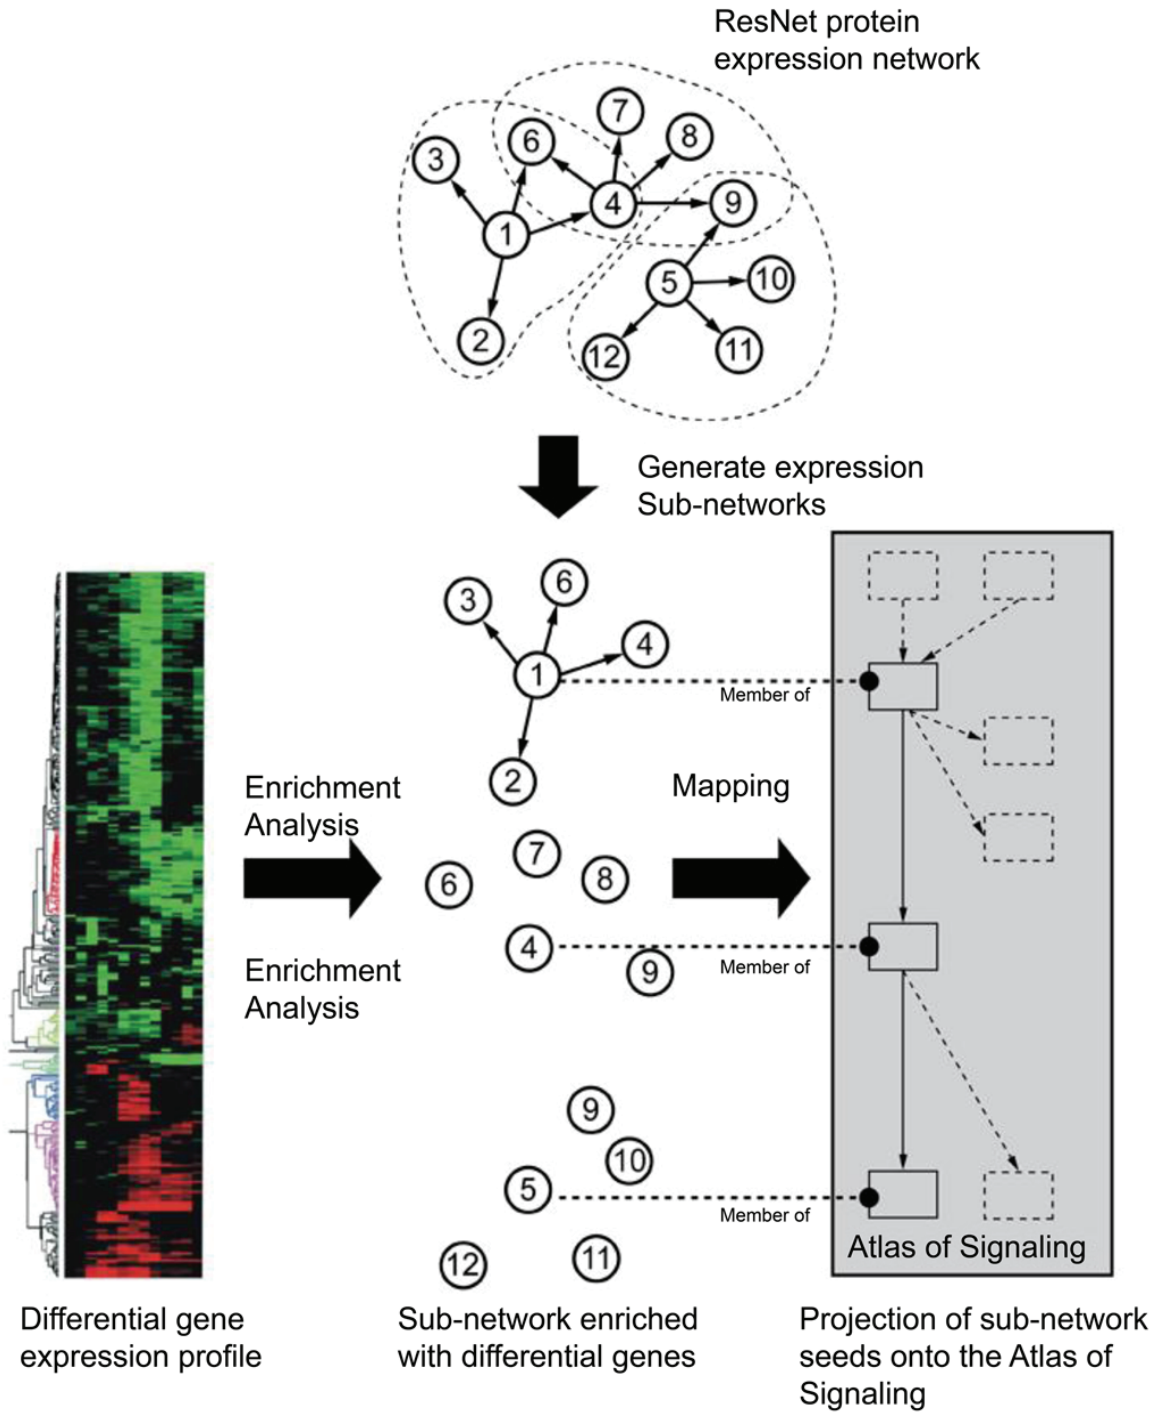 ResNet protein
expression network
7
8
6
3
4
9
1
5
10
2
12
11
Generate expression
Sub-networks
6
3
4
1
Member of
2
Enrichment
Analysis
Mapping
7
6
8
4
9
Member of
Enrichment
Analysis
9
10
5
Member of
12
11
Atlas of Signaling
Differential gene
expression profile
Sub-network enriched
with differential genes
Projection of sub-network
seeds onto the Atlas of
Signaling